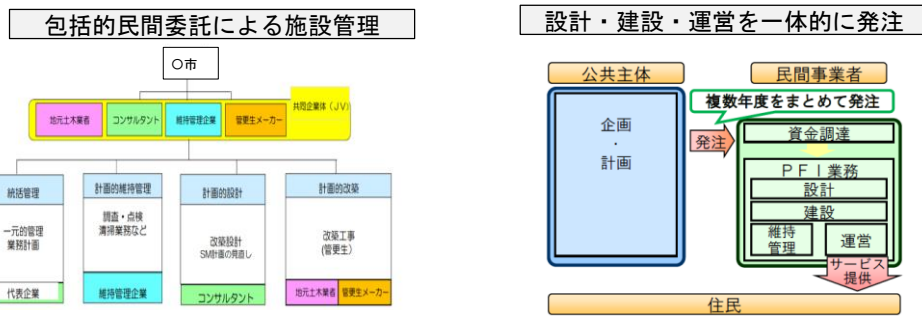 包括的民間委託による施設管理
〇市
共同企業体（JV）
地元土木業者
コンサルタント
維持管理企業
管更生メーカー
統括管理
一元的管理
業務計画
代表企業
計画的維持管理
調査・点検
清掃業務など
維持管理企業
計画的設計
改築設計
SM計画の見直し
コンサルタント
計画的改築
改築工事
(管更生)
地元土木業者
管更生メーカー
設計・建設・運営を一体的に発注
公共主体
民間事業者
複数年度をまとめて発注
企画
・
計画
発注
資金調達
ＰＦＩ業務
設計
建設
維持
管理
運営
サービス
提供
住民